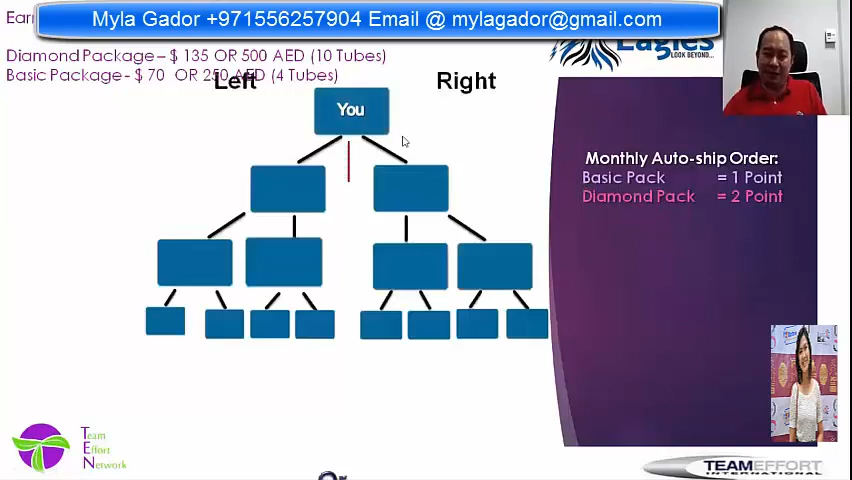 Myla Gador +971556257904 Email @ mylagador@gmail.com
Diamond Package – $ 135 OR 500 AED (10 Tubes)
Basic Package- $ 70 OR 250 AED (4 Tubes)
Eagles
LOOK BEYOND...
Left
Right
You
Monthly Auto-ship Order:
Basic Pack = 1 Point
Diamond Pack = 2 Point
Team
Effort
Network
TEAMEFFORT
INTERNATIONAL